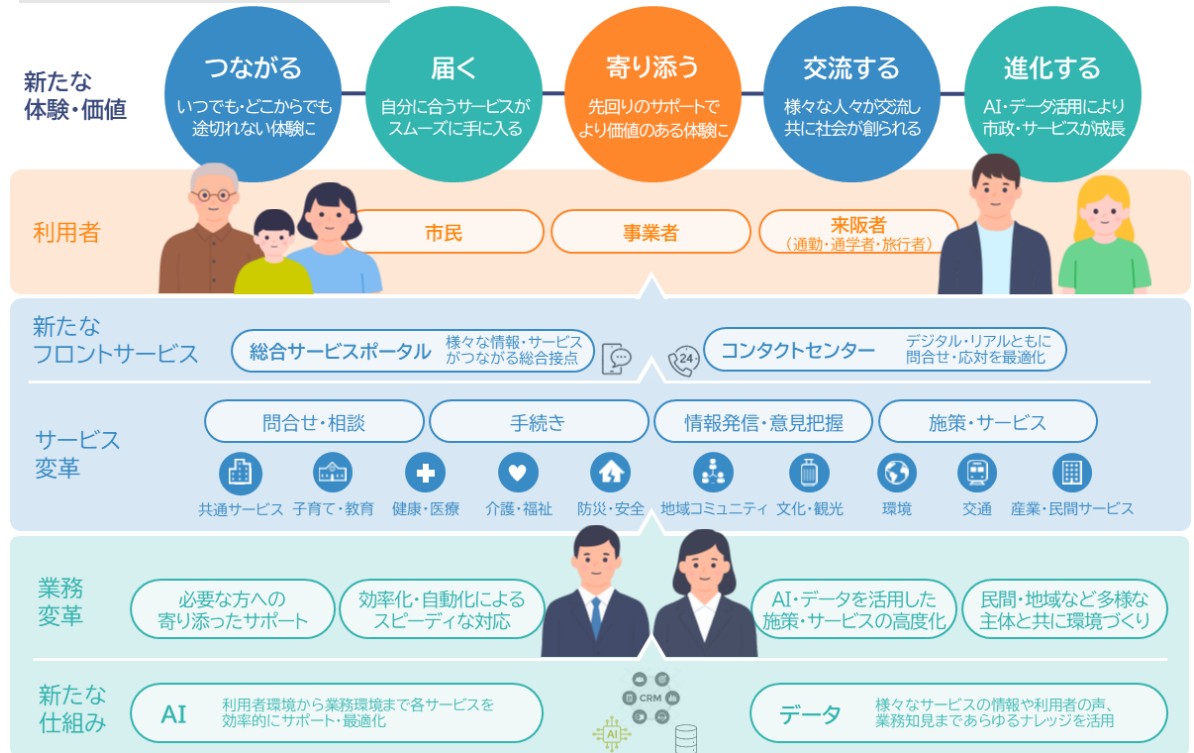 新たな
体験・価値
つながる
いつでも・どこからでも
途切れない体験に
届く
自分に合うサービスが
スムーズに手に入る
寄り添う
先回りのサポートで
より価値のある体験に
交流する
様々な人々が交流し
共に社会が創られる
進化する
AI・データ活用により
市政・サービスが成長
利用者
市民
事業者
来阪者
（通勤・通学者・旅行者）
新たな
フロントサービス
総合サービスポータル
様々な情報・サービス
がつながる総合接点
24
コンタクトセンター
デジタル・リアルともに
問合せ・応対を最適化
サービス
変革
問合せ・相談
手続き
情報発信・意見把握
施策・サービス
共通サービス
子育て・教育
健康・医療
介護・福祉
防災・安全
地域コミュニティ
文化・観光
環境
交通
産業・民間サービス
業務
変革
必要な方への
寄り添ったサポート
効率化・自動化による
スピーディな対応
AI・データを活用した
施策・サービスの高度化
民間・地域など多様な
主体と共に環境づくり
新たな
仕組み
AI
利用者環境から業務環境まで各サービスを
効率的にサポート・最適化
CRM
AI
データ
様々なサービスの情報や利用者の声、
業務知見まであらゆるナレッジを活用